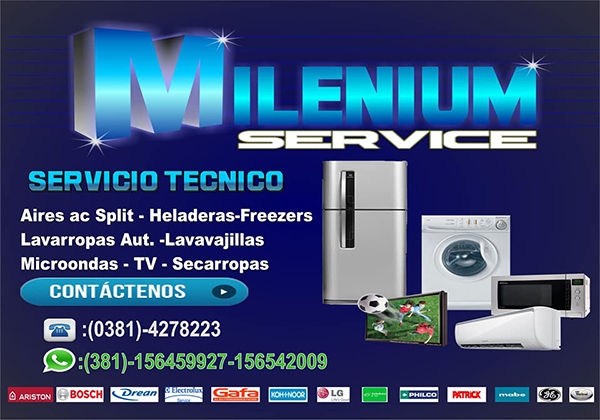 MILENIUM
SERVICE
SERVICIO TECNICO
Aires ac Split - Heladeras-Freezers
Lavarropas Aut. -Lavavajillas
Microondas - TV - Secarropas
CONTÁCTENOS
:(0381)-4278223
:(381)-156459927-156542009
ARISTON BOSCH Drean Electrolux Service Gafa KOH·I·NOOR LG PHILCO PATRICK mabe GE